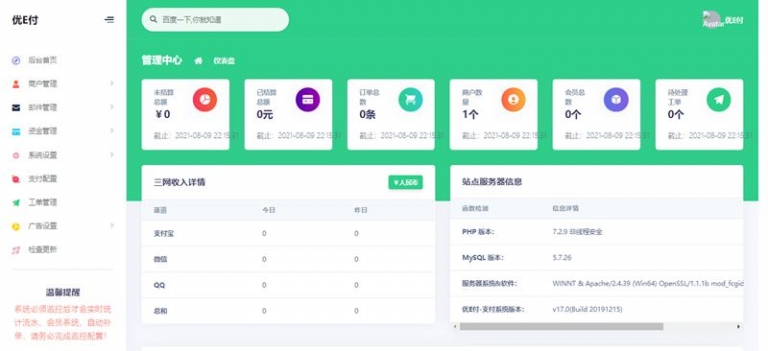 优E付
百度一下,你就知道
Avatar 优E付
后台首页
商户管理
邮件管理
资金管理
系统设置
支付配置
工单管理
广告设置
检查更新
温馨提醒
系统必须监控后才会实时统
计流水、会员系统、自动补
单，请务必完成监控配置！
管理中心 仪表盘
未结算
总额
￥0
截止：2021-08-09 22:15:31
已结算
总额
0元
截止：2021-08-09 22:15:31
订单总
数
0条
截止：2021-08-09 22:15:31
商户数
量
1个
截止：2021-08-09 22:15:31
会员总
数
0个
截止：2021-08-09 22:15:31
待处理
工单
0个
截止：2021-08-09 22:15:31
三网收入详情 ￥人民币
渠道 今日 昨日
支付宝 0 0
微信 0 0
QQ 0 0
总和 0 0
站点服务器信息
函数检测 信息详情
PHP 版本： 7.2.9 非线程安全
MySQL 版本： 5.7.26
服务器系统&软件： WINNT & Apache/2.4.39 (Win64) OpenSSL/1.1.1b mod_fcgid
优E付-支付系统版本： v17.0(Build 20191215)